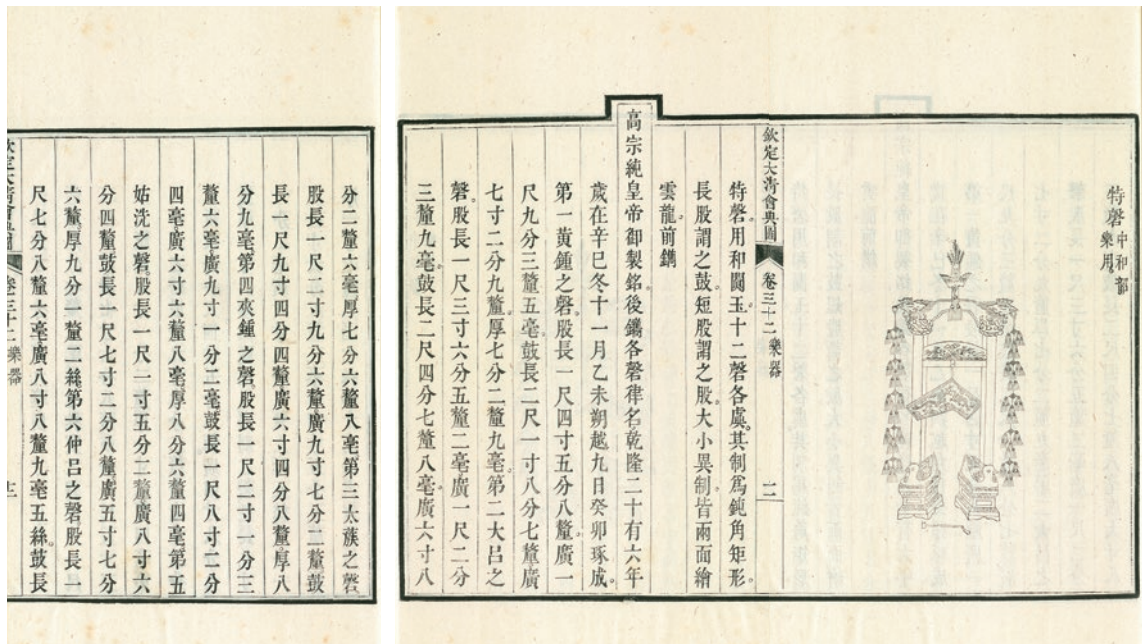 特磬中和韶樂用
欽定大清會典圖 卷三十二 樂器 二
特磬。用和闐玉。十二磬各虡。其制爲鈍角矩形。
長股謂之鼓。短股謂之股。大小異制。皆兩面繪
雲龍。前鐫
高宗純皇帝御製銘。後鐫各磬律名。乾隆二十有六年
歲在辛巳冬十一月乙未朔越九日癸卯琢成。
第一黃鍾之磬。股長一尺四寸五分八釐。廣一
尺九分三釐五毫。鼓長二尺一寸八分七釐。廣
七寸二分九釐。厚七分二釐九毫。第二大呂之
磬。股長一尺三寸六分五釐二毫。廣一尺二分
三釐九毫。鼓長二尺四分七釐八毫。廣六寸八
分二釐六毫。厚七分六釐八毫。第三太族之磬。
股長一尺二寸九分六釐。廣九寸七分二釐。鼓
長一尺九寸四分四釐。廣六寸四分八釐。厚八
分九毫。第四夾鍾之磬。股長一尺二寸一分三
釐六毫。廣九寸一分二毫。鼓長一尺八寸二分
四毫。廣六寸六釐八毫。厚八分六釐四毫。第五
姑洗之磬。股長一尺一寸五分二釐。廣八寸六
分四釐。鼓長一尺七寸二分八釐。廣五寸七分
六釐。厚九分一釐二絲。第六仲呂之磬。股長一
尺七分八釐六毫。廣八寸八釐九毫五絲。鼓長
欽定大清會典圖 卷三十二 樂器